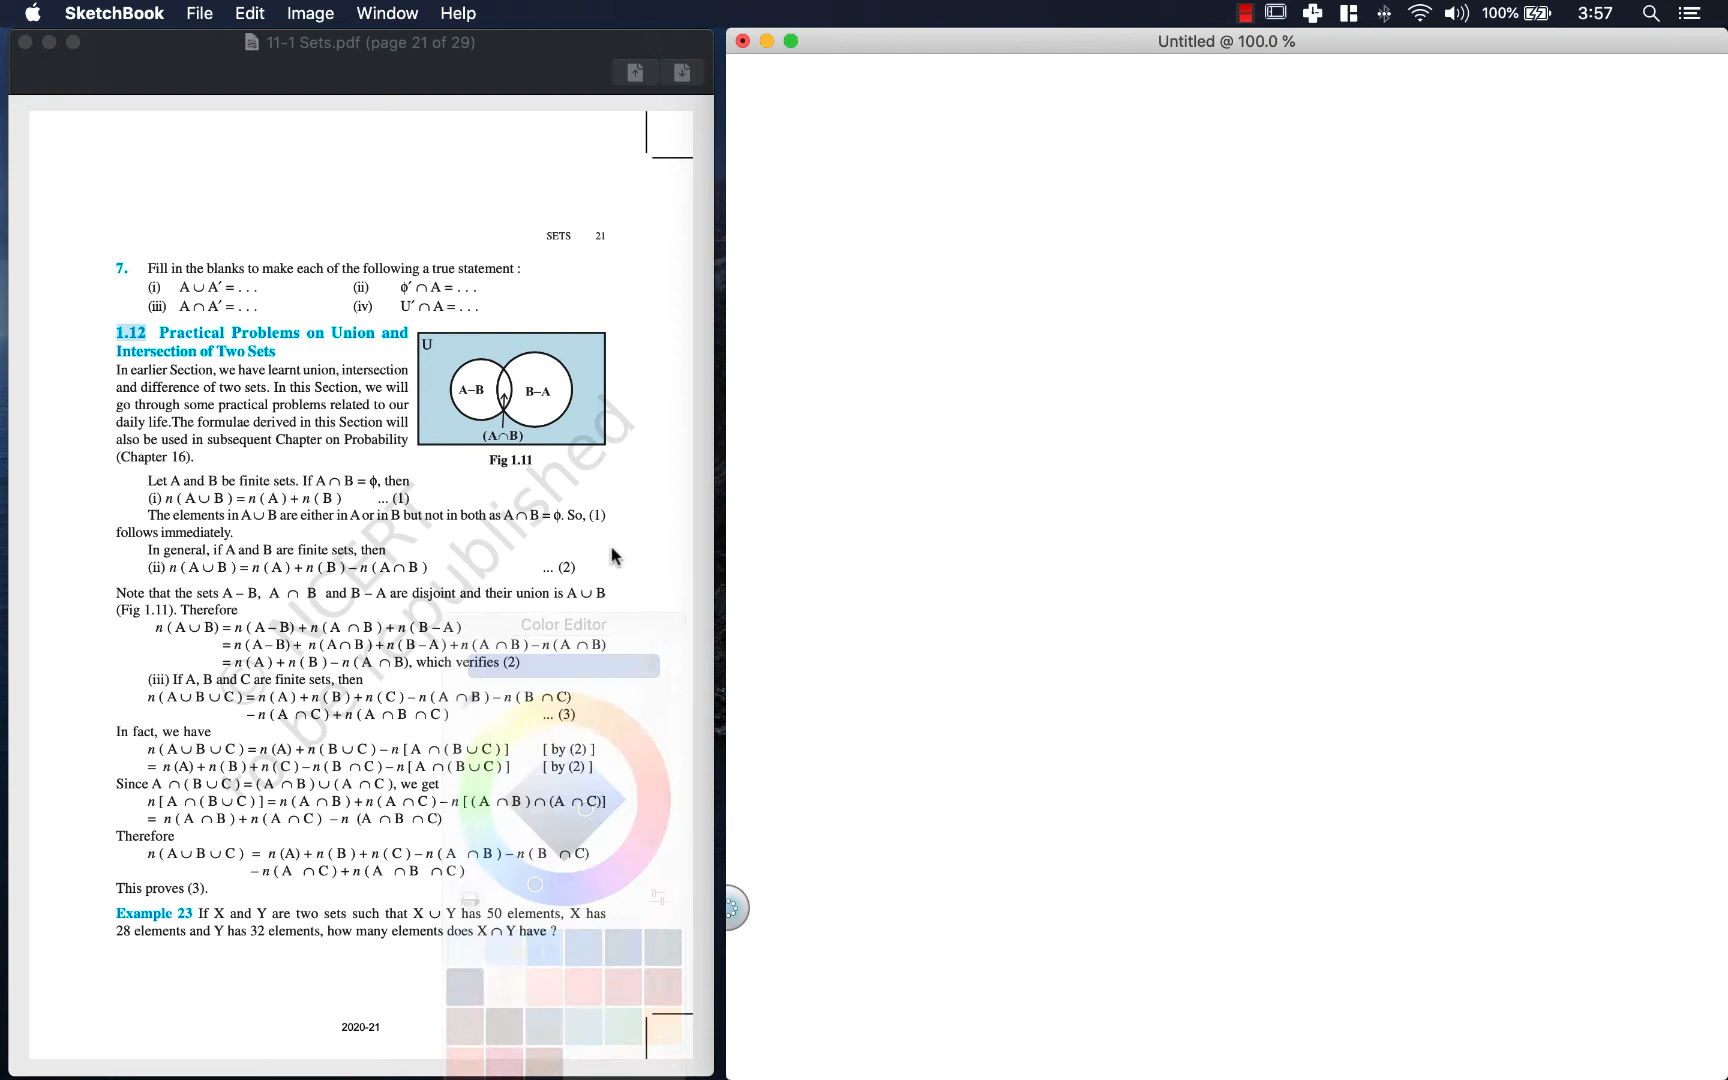 SketchBook File Edit Image Window Help 100% 3:57
11-1 Sets.pdf (page 21 of 29)
Untitled @ 100.0 %
SETS 21
7. Fill in the blanks to make each of the following a true statement :
(i) A ∪ A′ = . . . (ii) φ′ ∩ A = . . .
(iii) A ∩ A′ = . . . (iv) U′ ∩ A = . . .
1.12 Practical Problems on Union and
Intersection of Two Sets
In earlier Section, we have learnt union, intersection
and difference of two sets. In this Section, we will
go through some practical problems related to our
daily life.The formulae derived in this Section will
also be used in subsequent Chapter on Probability
(Chapter 16).
U
A–B
B–A
(A∩B)
Fig 1.11
Let A and B be finite sets. If A ∩ B = φ, then
(i) n ( A ∪ B ) = n ( A ) + n ( B ) ... (1)
The elements in A ∪ B are either in A or in B but not in both as A ∩ B = φ. So, (1)
follows immediately.
In general, if A and B are finite sets, then
(ii) n ( A ∪ B ) = n ( A ) + n ( B ) – n ( A ∩ B ) ... (2)
Note that the sets A – B, A ∩ B and B – A are disjoint and their union is A ∪ B
(Fig 1.11). Therefore
n ( A ∪ B) = n ( A – B) + n ( A ∩ B ) + n ( B – A )
= n ( A – B) + n ( A ∩ B ) + n ( B – A ) + n ( A ∩ B ) – n ( A ∩ B)
= n ( A ) + n ( B ) – n ( A ∩ B), which verifies (2)
(iii) If A, B and C are finite sets, then
n ( A ∪ B ∪ C ) = n ( A ) + n ( B ) + n ( C ) – n ( A ∩ B ) – n ( B ∩ C)
– n ( A ∩ C ) + n ( A ∩ B ∩ C ) ... (3)
In fact, we have
n ( A ∪ B ∪ C ) = n (A) + n ( B ∪ C ) – n [ A ∩ ( B ∪ C ) ] [ by (2) ]
= n (A) + n ( B ) + n ( C ) – n ( B ∩ C ) – n [ A ∩ ( B ∪ C ) ] [ by (2) ]
Since A ∩ ( B ∪ C ) = ( A ∩ B ) ∪ ( A ∩ C ), we get
n [ A ∩ ( B ∪ C ) ] = n ( A ∩ B ) + n ( A ∩ C ) – n [ ( A ∩ B ) ∩ (A ∩ C)]
= n ( A ∩ B ) + n ( A ∩ C ) – n (A ∩ B ∩ C)
Therefore
n ( A ∪ B ∪ C ) = n (A) + n ( B ) + n ( C ) – n ( A ∩ B ) – n ( B ∩ C)
– n ( A ∩ C ) + n ( A ∩ B ∩ C )
This proves (3).
Example 23 If X and Y are two sets such that X ∪ Y has 50 elements, X has
28 elements and Y has 32 elements, how many elements does X ∩ Y have ?
2020-21
© NCERT
be republished
Color Editor